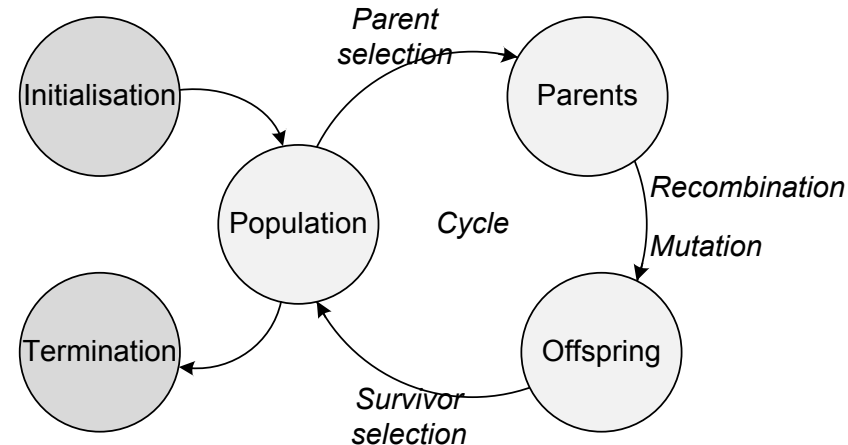 Parent
selection
Initialisation
Parents
Recombination
Population
Cycle
Mutation
Termination
Offspring
Survivor
selection